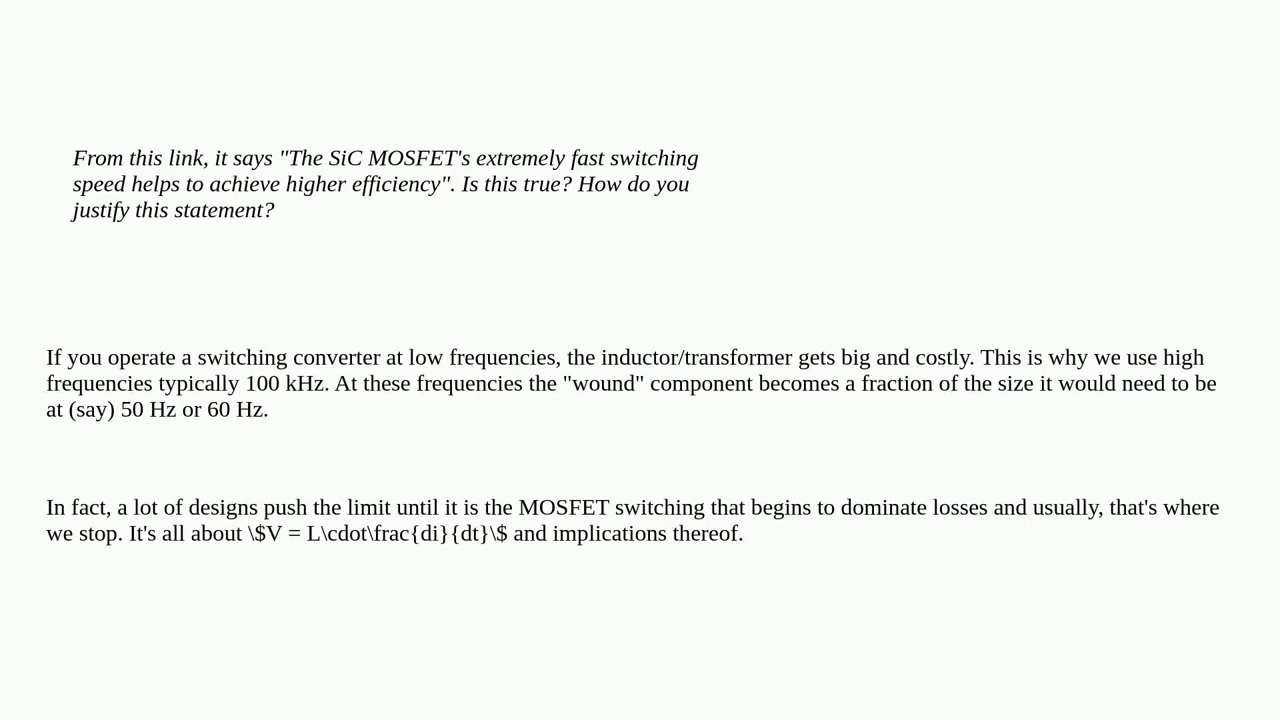 From this link, it says "The SiC MOSFET's extremely fast switching
speed helps to achieve higher efficiency". Is this true? How do you
justify this statement?
If you operate a switching converter at low frequencies, the inductor/transformer gets big and costly. This is why we use high
frequencies typically 100 kHz. At these frequencies the "wound" component becomes a fraction of the size it would need to be
at (say) 50 Hz or 60 Hz.
In fact, a lot of designs push the limit until it is the MOSFET switching that begins to dominate losses and usually, that's where
we stop. It's all about \$V = L\cdot\frac{di}{dt}\$ and implications thereof.